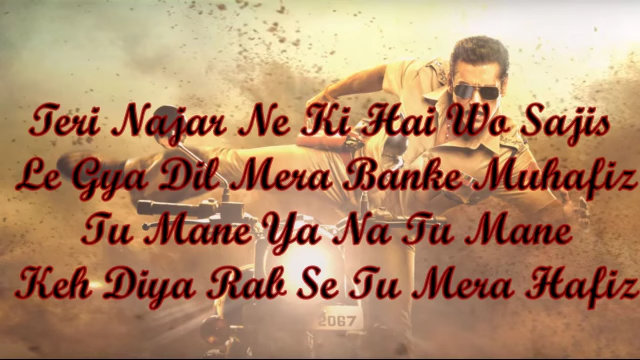 Teri Najar Ne Ki Hai Wo Sajis
Le Gya Dil Mera Banke Muhafiz
Tu Mane Ya Na Tu Mane
Keh Diya Rab Se Tu Mera Hafiz
2067